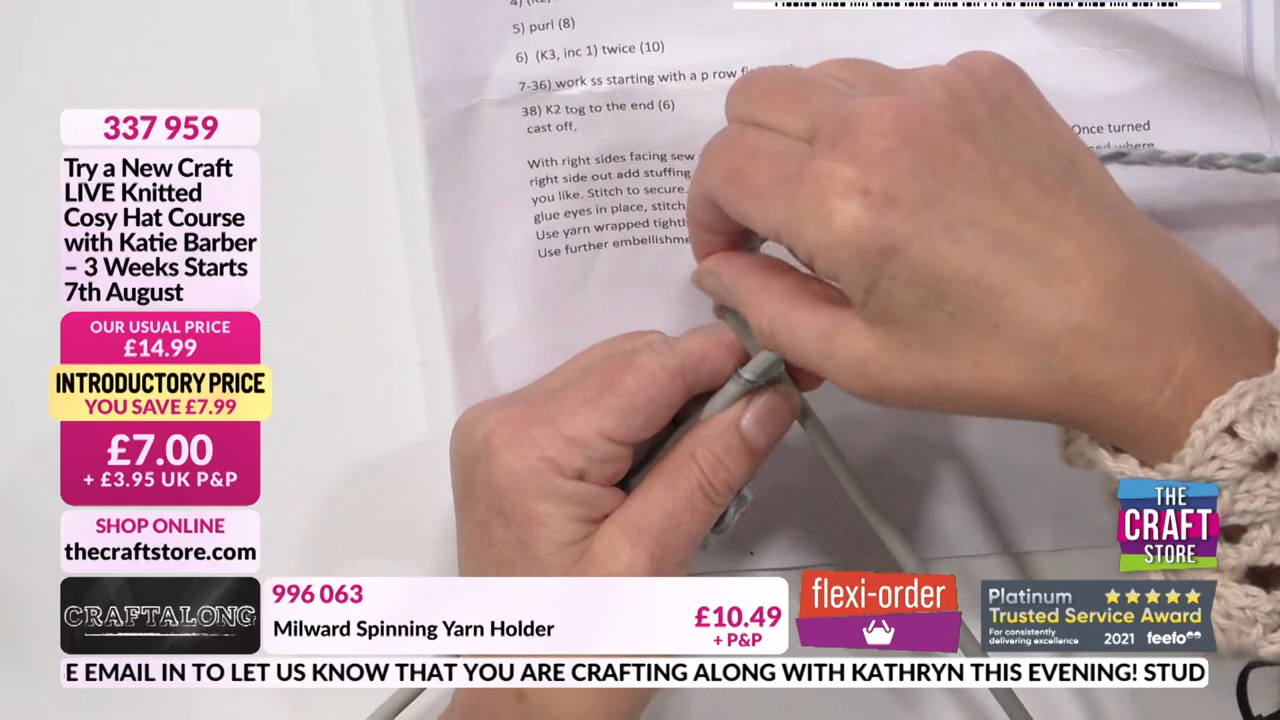 5) purl (8)
6) (K3, inc 1) twice (10)
7-36) work ss starting with a p row
38) K2 tog to the end (6)
cast off.
Once turned
With right sides facing sew
where
right side out add stuffing
you like. Stitch to secure.
glue eyes in place, stitch
Use yarn wrapped
Use further
337 959
Try a New Craft
LIVE Knitted
Cosy Hat Course
with Katie Barber
– 3 Weeks Starts
7th August
OUR USUAL PRICE
£14.99
INTRODUCTORY PRICE
YOU SAVE £7.99
£7.00
+ £3.95 UK P&P
SHOP ONLINE
thecraftstore.com
THE
CRAFT
STORE
CRAFTALONG
996 063
Milward Spinning Yarn Holder
£10.49
+ P&P
flexi-order
Platinum
Trusted Service Award
For consistently
delivering excellence
2021 feefo
E EMAIL IN TO LET US KNOW THAT YOU ARE CRAFTING ALONG WITH KATHRYN THIS EVENING! STUD